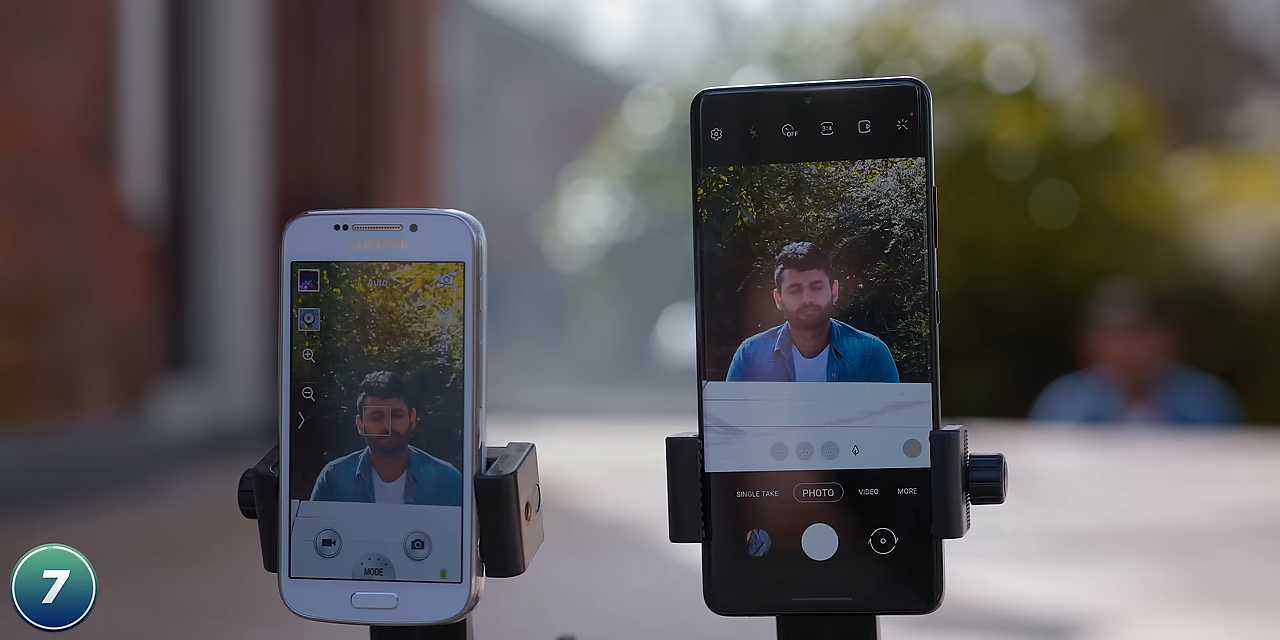 SAMSUNG
Auto
MODE
OFF
3:4
SINGLE TAKE
PHOTO
VIDEO
MORE
7